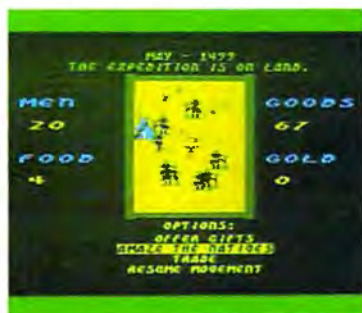 MAY - 1499
THE EXPEDITION IS ON LAND.
MEN
GOODS
20
67
FOOD
GOLD
4
0
OPTIONS:
OFFER GIFTS
AMAZE THE NATIVES
TRADE
RESUME MOVEMENT